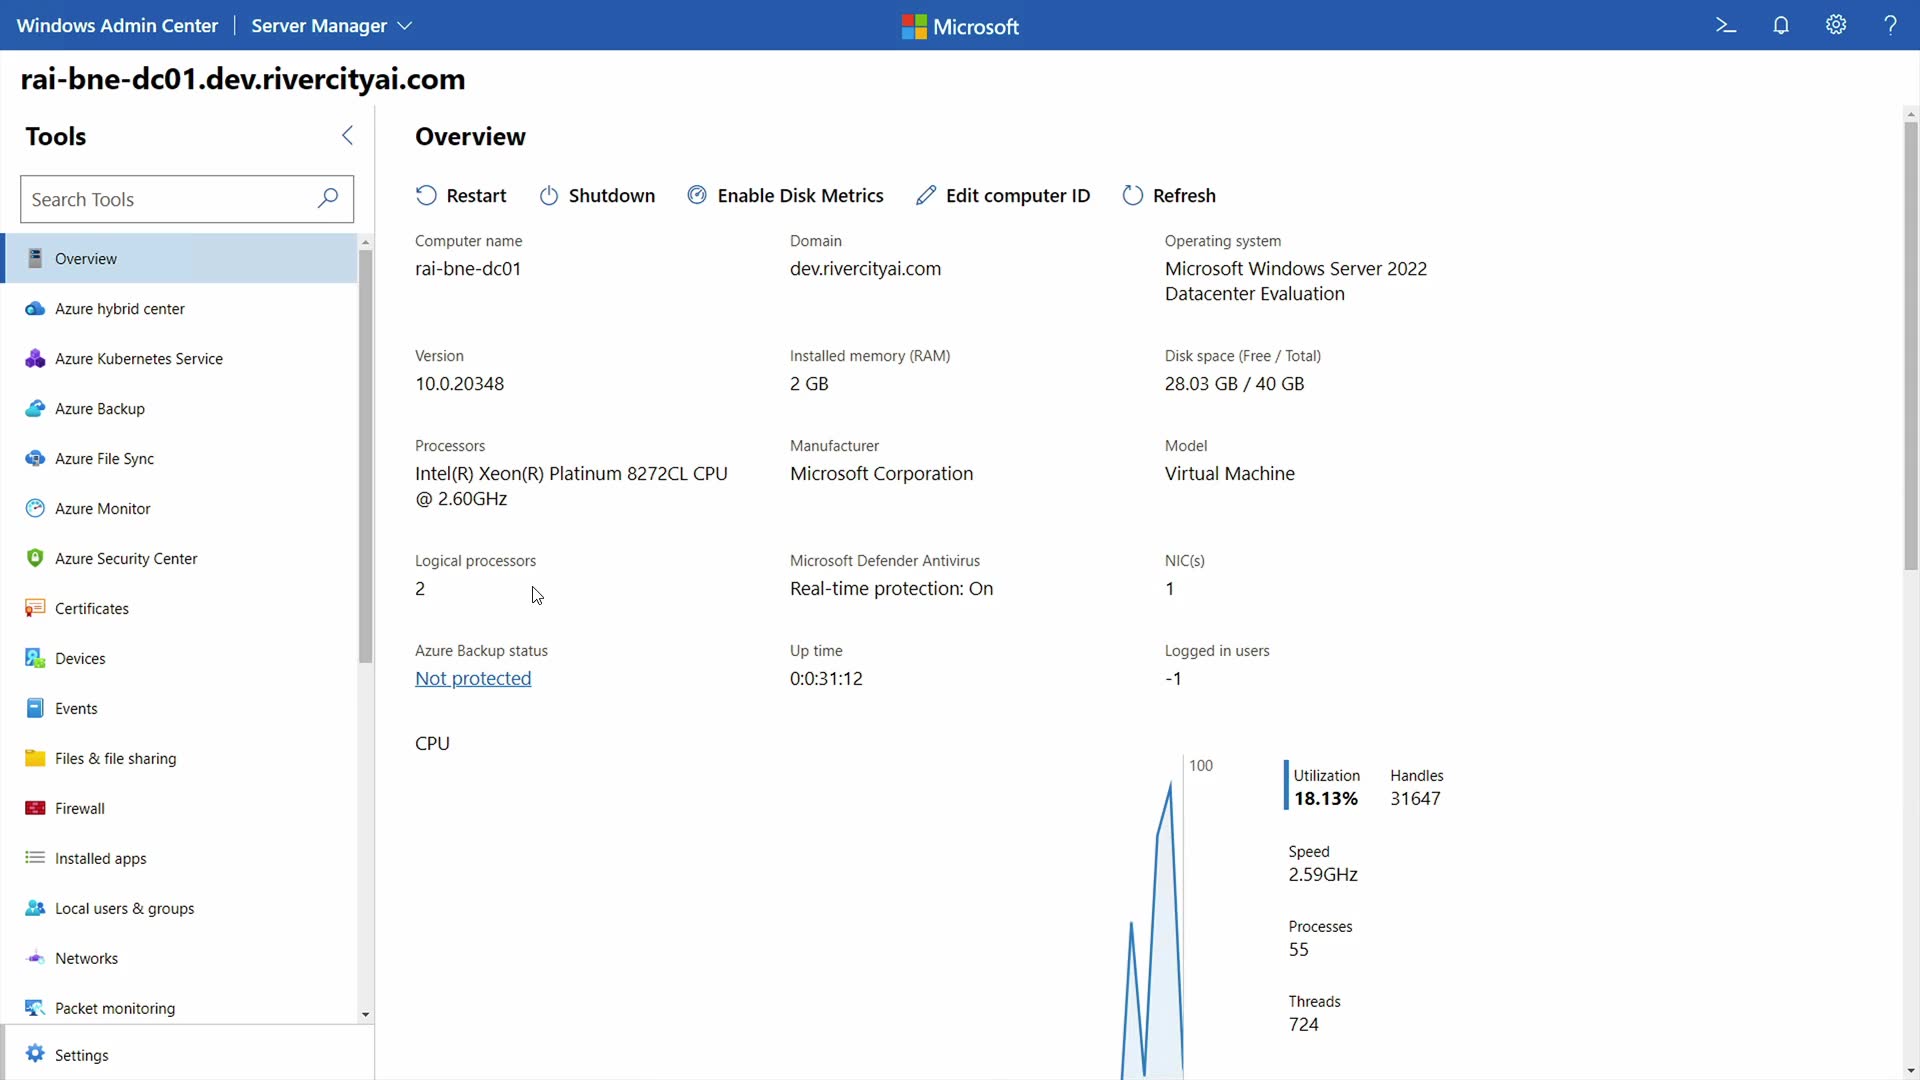 Windows Admin Center
Server Manager
Microsoft
>_
?
rai-bne-dc01.dev.rivercityai.com
Tools
Search Tools
Overview
Azure hybrid center
Azure Kubernetes Service
Azure Backup
Azure File Sync
Azure Monitor
Azure Security Center
Certificates
Devices
Events
Files & file sharing
Firewall
Installed apps
Local users & groups
Networks
Packet monitoring
Settings
Overview
Restart
Shutdown
Enable Disk Metrics
Edit computer ID
Refresh
Computer name
rai-bne-dc01
Domain
dev.rivercityai.com
Operating system
Microsoft Windows Server 2022
Datacenter Evaluation
Version
10.0.20348
Installed memory (RAM)
2 GB
Disk space (Free / Total)
28.03 GB / 40 GB
Processors
Intel(R) Xeon(R) Platinum 8272CL CPU
@ 2.60GHz
Manufacturer
Microsoft Corporation
Model
Virtual Machine
Logical processors
2
Microsoft Defender Antivirus
Real-time protection: On
NIC(s)
1
Azure Backup status
Not protected
Up time
0:0:31:12
Logged in users
-1
CPU
100
Utilization
18.13%
Handles
31647
Speed
2.59GHz
Processes
55
Threads
724